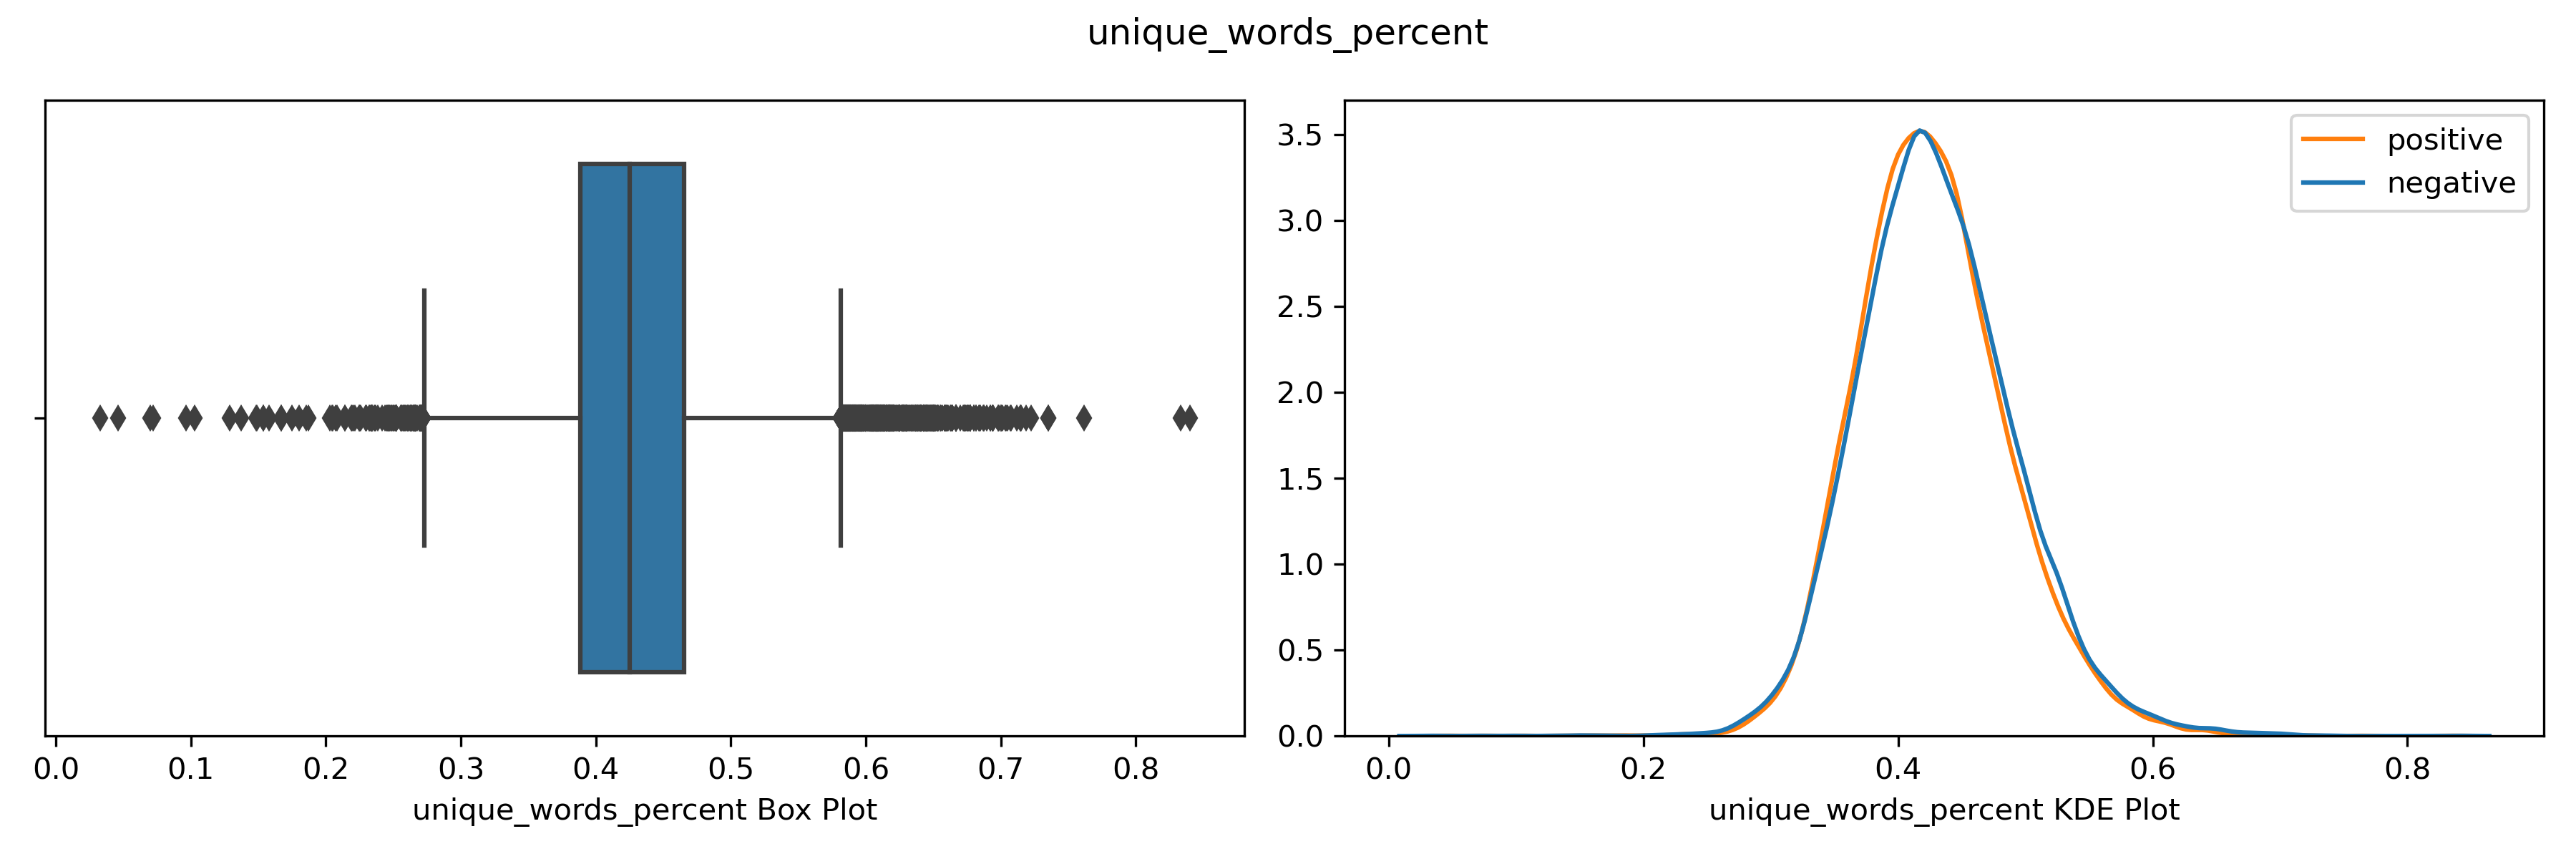 unique_words_percent
0.0 0.1 0.2 0.3 0.4 0.5 0.6 0.7 0.8
unique_words_percent Box Plot
3.5
3.0
2.5
2.0
1.5
1.0
0.5
0.0
positive
negative
0.0 0.2 0.4 0.6 0.8
unique_words_percent KDE Plot